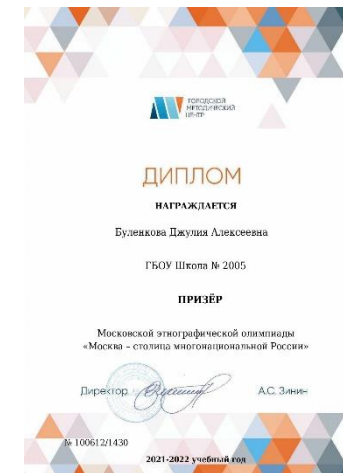 ГОРОДСКОЙ
МЕТОДИЧЕСКИЙ
ЦЕНТР
ДИПЛОМ
НАГРАЖДАЕТСЯ
Буленкова Джулия Алексеевна
ГБОУ Школа № 2005
ПРИЗЁР
Московской этнографической олимпиады
«Москва – столица многонациональной России»
Директор
А.С. Зинин
№ 100612/1430
2021-2022 учебный год